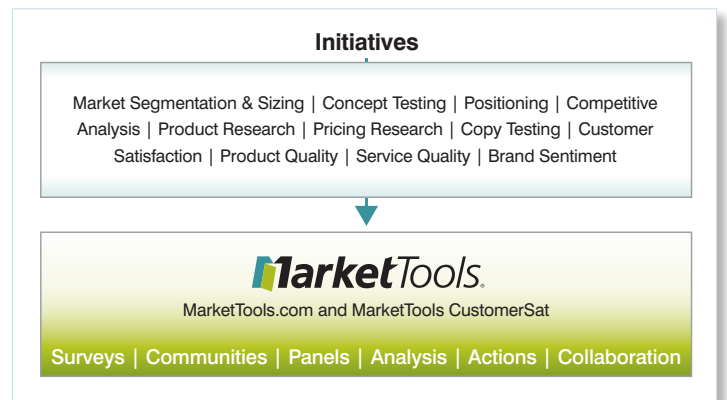 Initiatives
Market Segmentation & Sizing | Concept Testing | Positioning | Competitive
Analysis | Product Research | Pricing Research | Copy Testing | Customer
Satisfaction | Product Quality | Service Quality | Brand Sentiment
MarketTools.
MarketTools.com and MarketTools CustomerSat
Surveys | Communities | Panels | Analysis | Actions | Collaboration